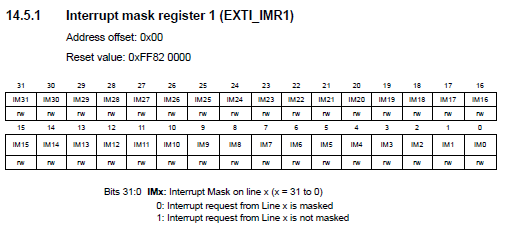 14.5.1 Interrupt mask register 1 (EXTI_IMR1)
Address offset: 0x00
Reset value: 0xFF82 0000
31 30 29 28 27 26 25 24 23 22 21 20 19 18 17 16
IM31 IM30 IM29 IM28 IM27 IM26 IM25 IM24 IM23 IM22 IM21 IM20 IM19 IM18 IM17 IM16
rw rw rw rw rw rw rw rw rw rw rw rw rw rw rw rw
15 14 13 12 11 10 9 8 7 6 5 4 3 2 1 0
IM15 IM14 IM13 IM12 IM11 IM10 IM9 IM8 IM7 IM6 IM5 IM4 IM3 IM2 IM1 IM0
rw rw rw rw rw rw rw rw rw rw rw rw rw rw rw rw
Bits 31:0 IMx: Interrupt Mask on line x (x = 31 to 0)
0: Interrupt request from Line x is masked
1: Interrupt request from Line x is not masked